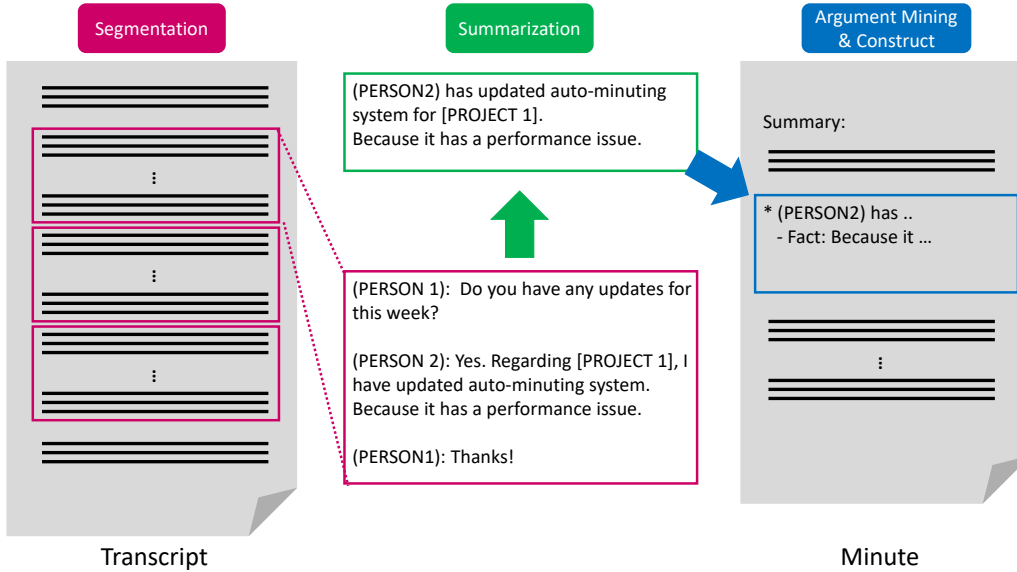 Segmentation
Summarization
Argument Mining
& Construct
(PERSON2) has updated auto-minuting
system for [PROJECT 1].
Because it has a performance issue.
Summary:
* (PERSON2) has ..
- Fact: Because it ...
(PERSON 1):  Do you have any updates for
this week?
(PERSON 2): Yes. Regarding [PROJECT 1], I
have updated auto-minuting system.
Because it has a performance issue.
(PERSON1): Thanks!
Transcript
Minute